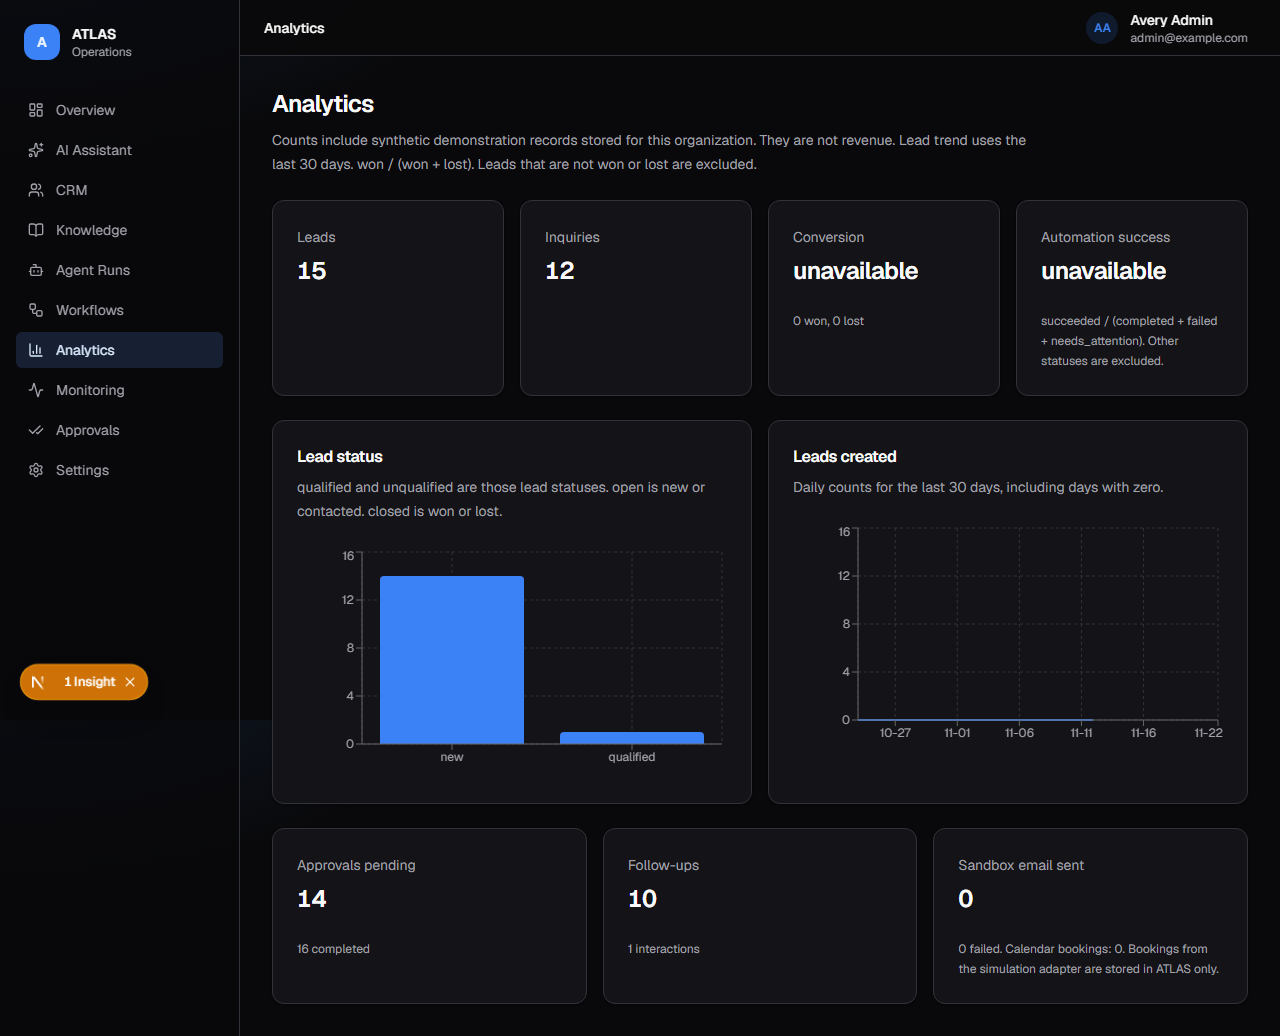 A
ATLAS
Operations
Overview
AI Assistant
CRM
Knowledge
Agent Runs
Workflows
Analytics
Monitoring
Approvals
Settings
1 Insight
Analytics
AA
Avery Admin
admin@example.com
Analytics
Counts include synthetic demonstration records stored for this organization. They are not revenue. Lead trend uses the
last 30 days. won / (won + lost). Leads that are not won or lost are excluded.
Leads
15
Inquiries
12
Conversion
unavailable
0 won, 0 lost
Automation success
unavailable
succeeded / (completed + failed
+ needs_attention). Other
statuses are excluded.
Lead status
qualified and unqualified are those lead statuses. open is new or
contacted. closed is won or lost.
16
12
8
4
0
new
qualified
Leads created
Daily counts for the last 30 days, including days with zero.
16
12
8
4
0
10-27
11-01
11-06
11-11
11-16
11-22
Approvals pending
14
16 completed
Follow-ups
10
1 interactions
Sandbox email sent
0
0 failed. Calendar bookings: 0. Bookings from
the simulation adapter are stored in ATLAS only.